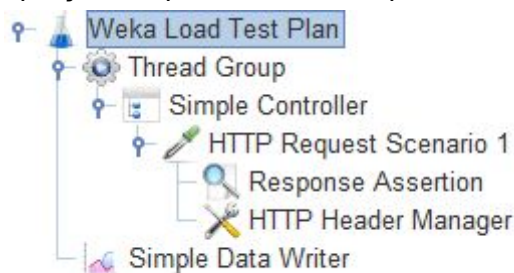 Weka Load Test Plan
Thread Group
Simple Controller
HTTP Request Scenario 1
Response Assertion
HTTP Header Manager
Simple Data Writer